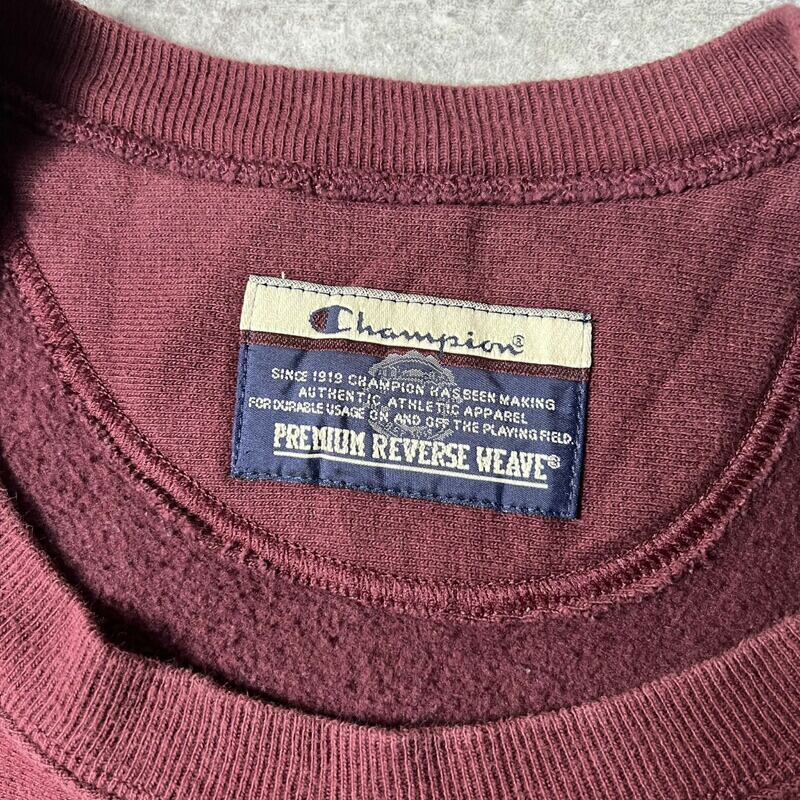 Champion®
SINCE 1919 CHAMPION HAS BEEN MAKING
AUTHENTIC ATHLETIC APPAREL
FOR DURABLE USAGE ON AND OFF THE PLAYING FIELD.
PREMIUM REVERSE WEAVE®